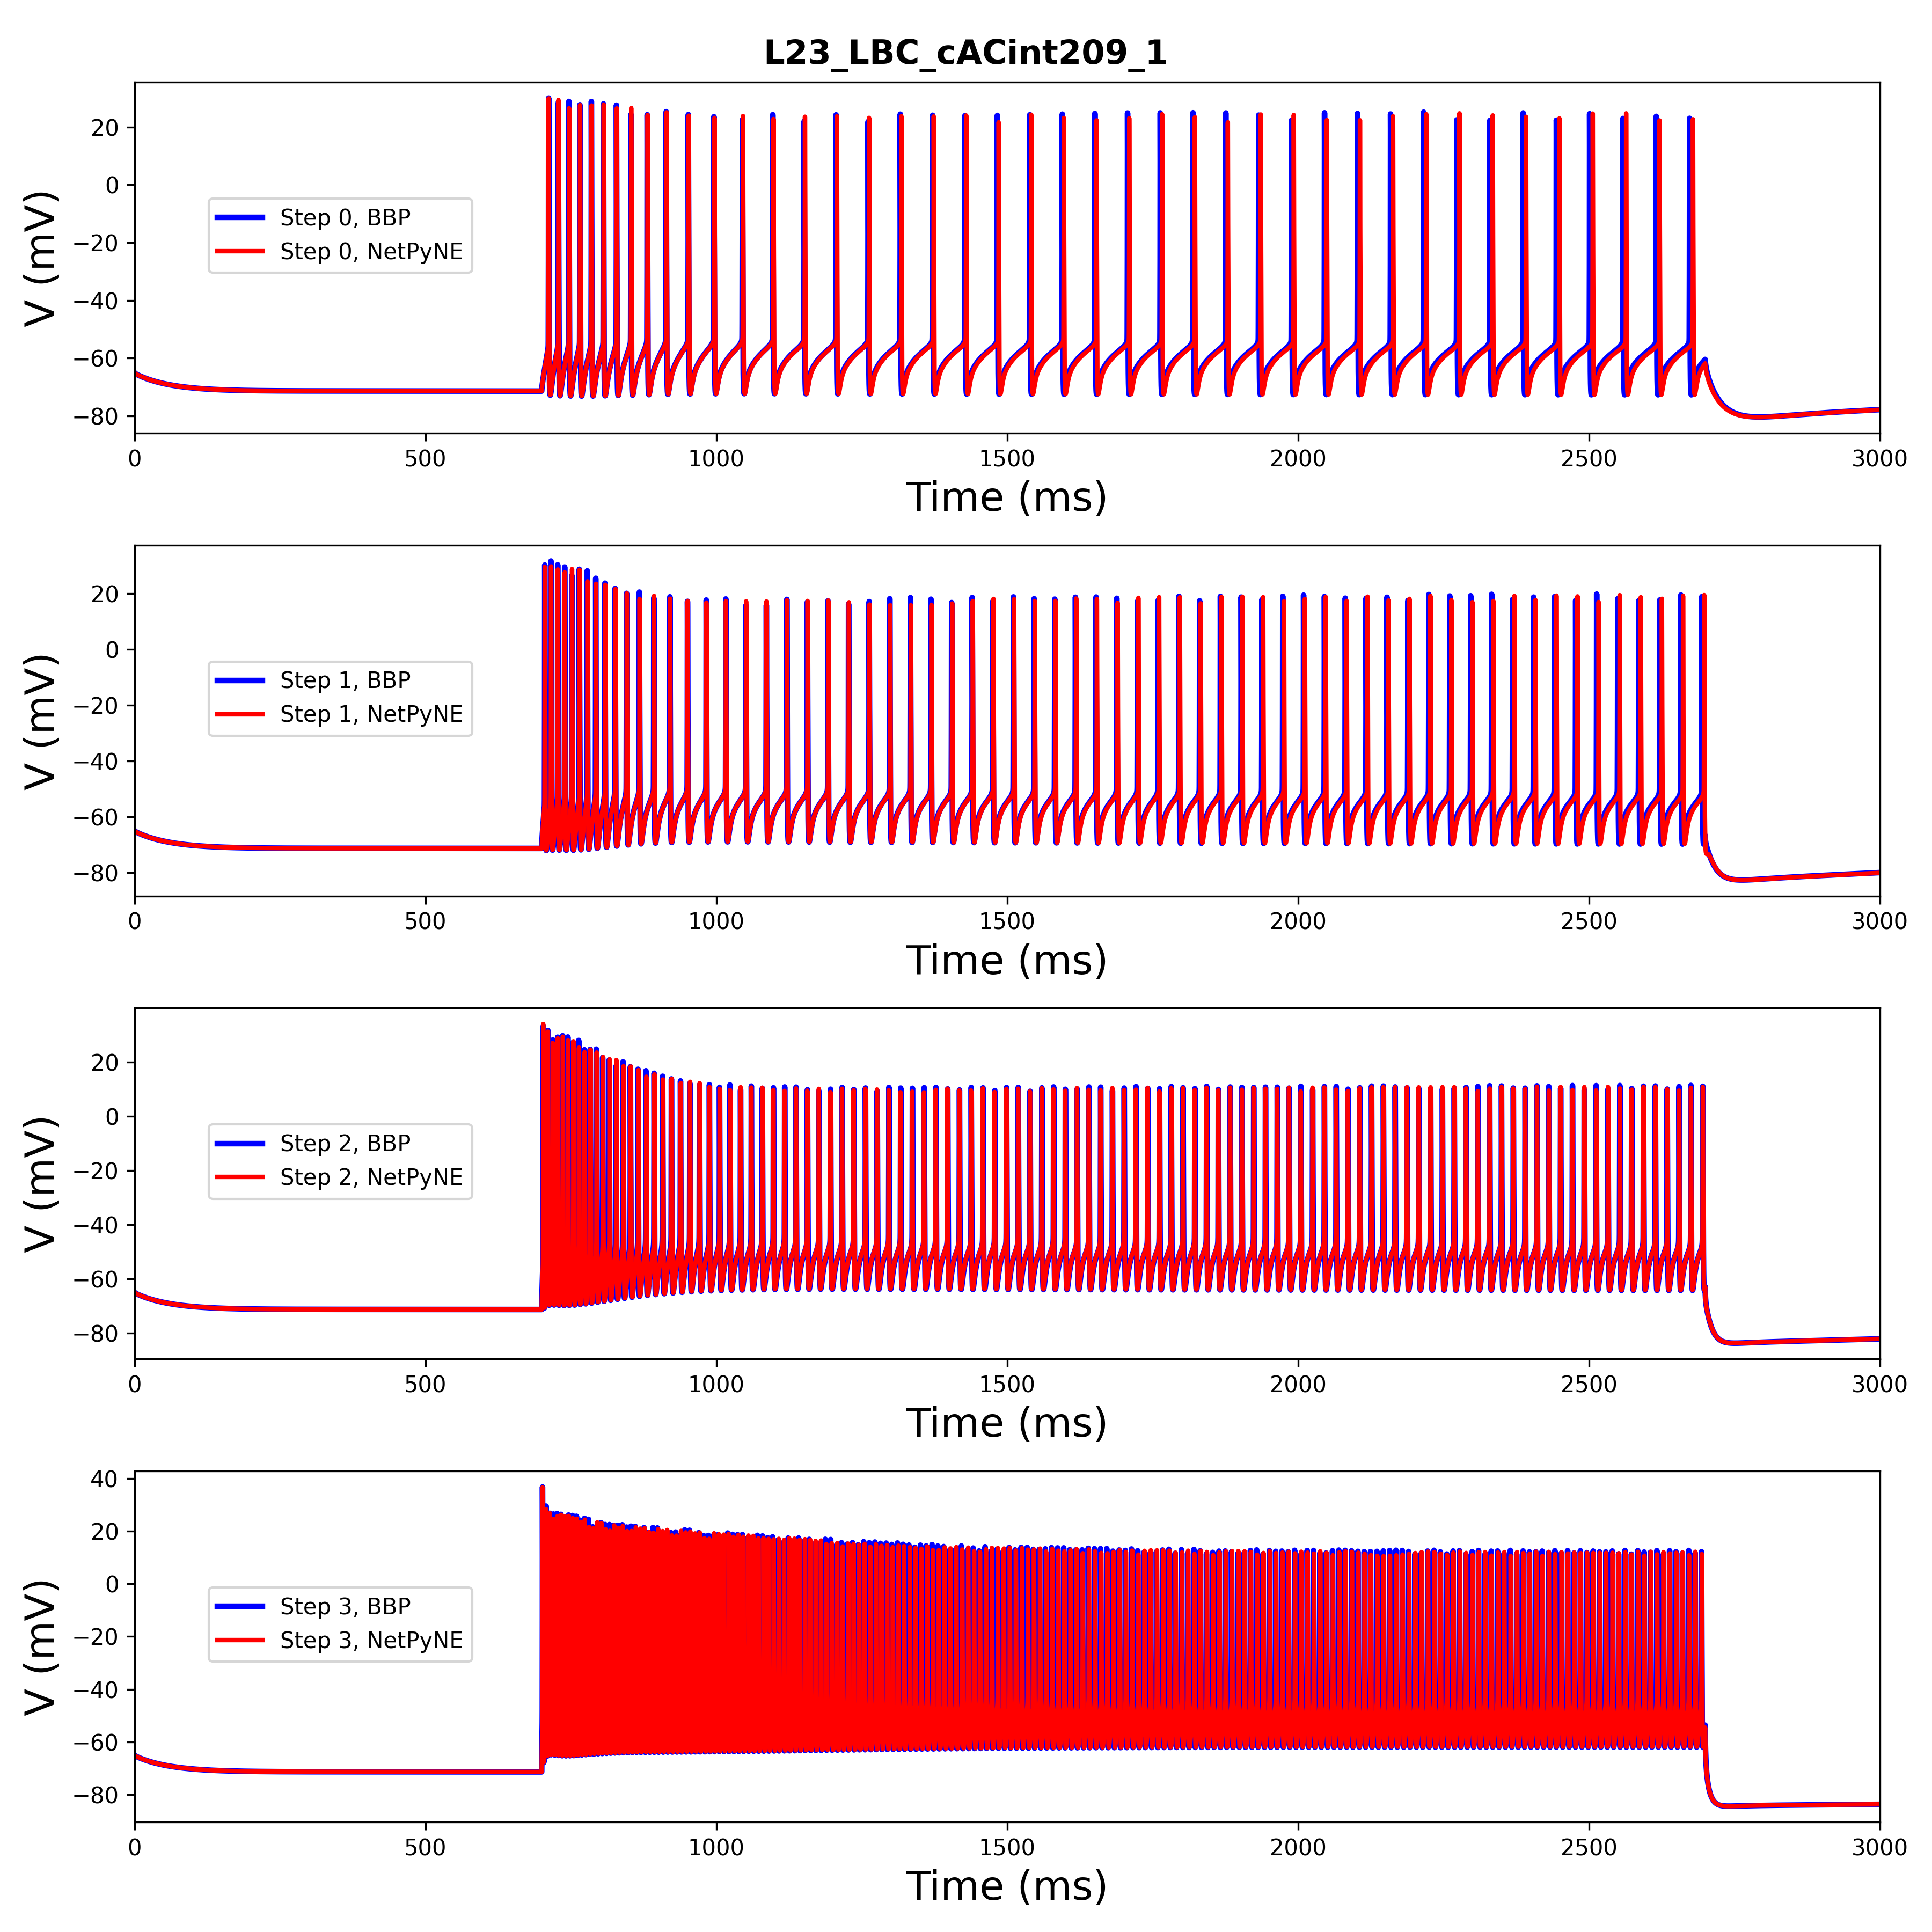 L23_LBC_cACint209_1
V (mV)
20
0
−20
−40
−60
−80
Step 0, BBP
Step 0, NetPyNE
0 500 1000 1500 2000 2500 3000
Time (ms)
V (mV)
20
0
−20
−40
−60
−80
Step 1, BBP
Step 1, NetPyNE
0 500 1000 1500 2000 2500 3000
Time (ms)
V (mV)
20
0
−20
−40
−60
−80
Step 2, BBP
Step 2, NetPyNE
0 500 1000 1500 2000 2500 3000
Time (ms)
V (mV)
40
20
0
−20
−40
−60
−80
Step 3, BBP
Step 3, NetPyNE
0 500 1000 1500 2000 2500 3000
Time (ms)